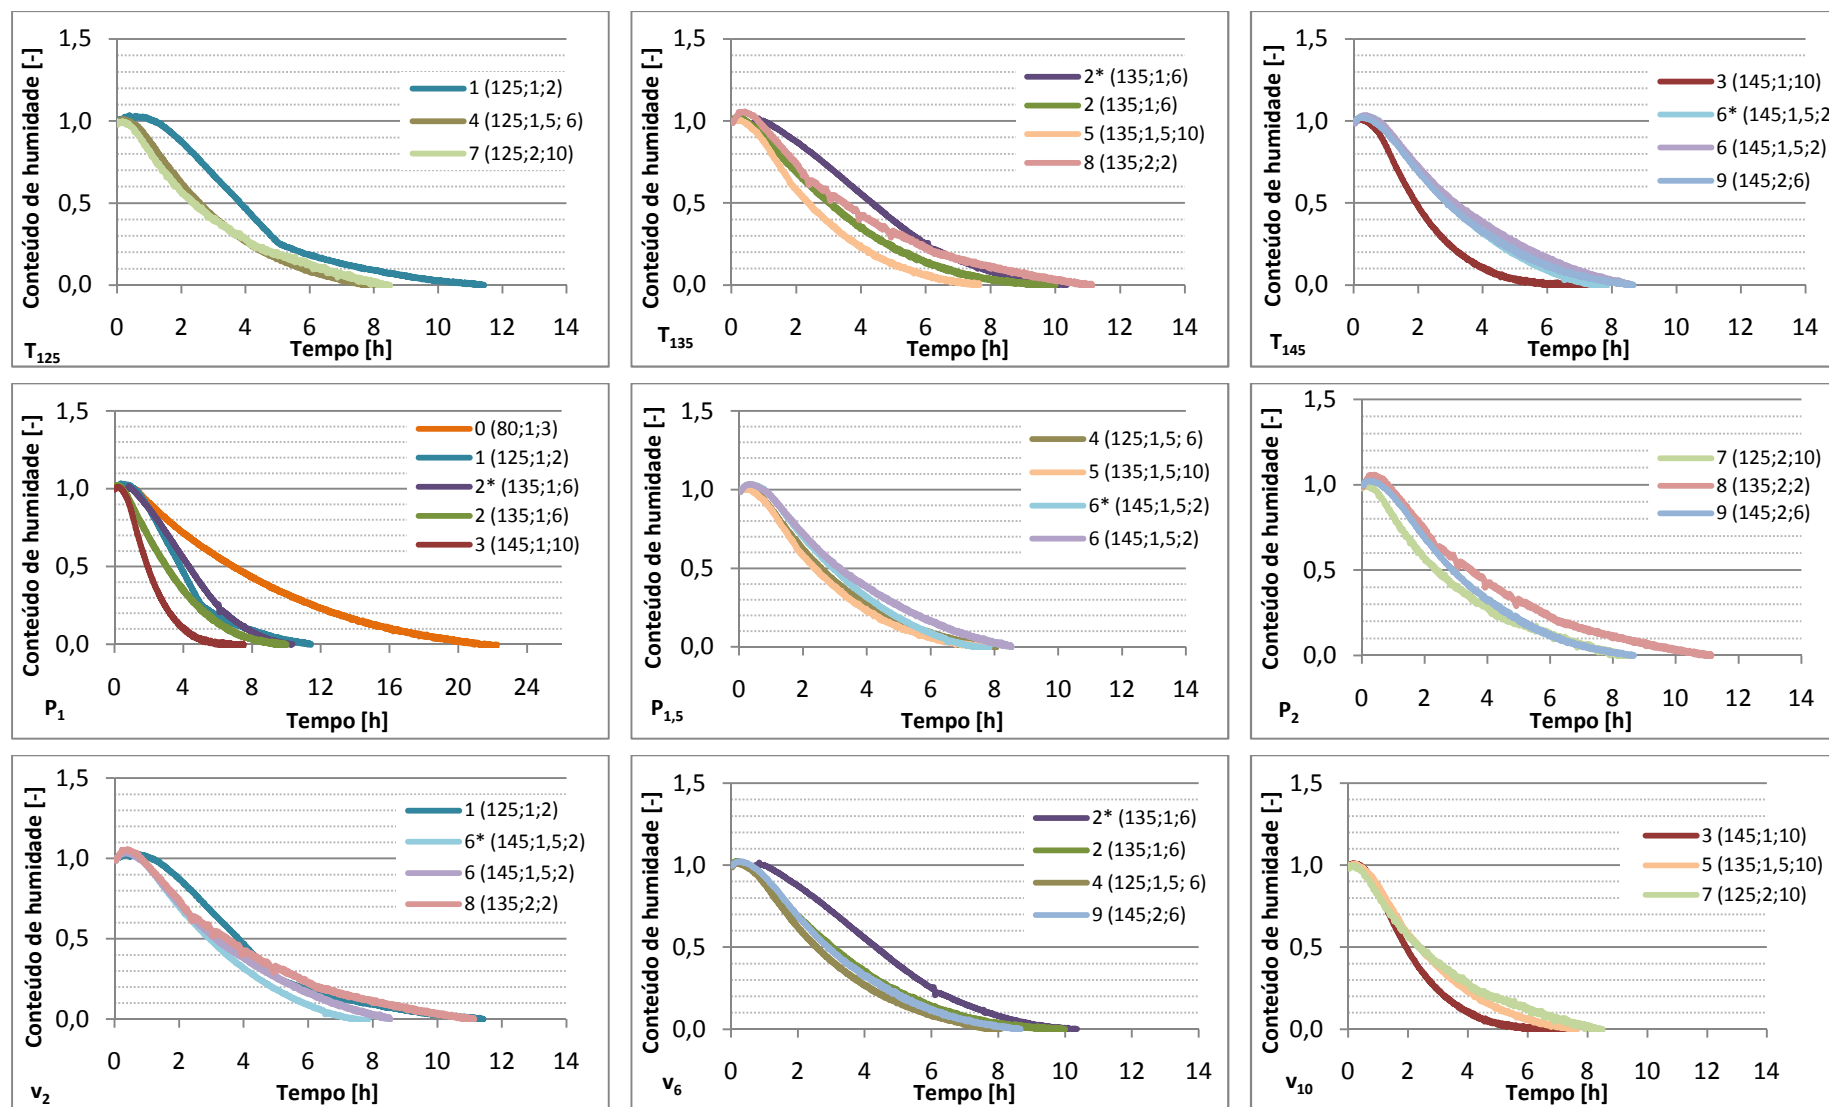 Conteúdo de humidade [-]
1,5
1,0
0,5
0,0
1 (125;1;2)
4 (125;1,5; 6)
7 (125;2;10)
0 2 4 6 8 10 12 14
T125
Tempo [h]
Conteúdo de humidade [-]
1,5
1,0
0,5
0,0
2* (135;1;6)
2 (135;1;6)
5 (135;1,5;10)
8 (135;2;2)
0 2 4 6 8 10 12 14
T135
Tempo [h]
Conteúdo de humidade [-]
1,5
1,0
0,5
0,0
3 (145;1;10)
6* (145;1,5;2
6 (145;1,5;2)
9 (145;2;6)
0 2 4 6 8 10 12 14
T145
Tempo [h]
Conteúdo de humidade [-]
1,5
1,0
0,5
0,0
0 (80;1;3)
1 (125;1;2)
2* (135;1;6)
2 (135;1;6)
3 (145;1;10)
0 4 8 12 16 20 24
P1
Tempo [h]
Conteúdo de humidade [-]
1,5
1,0
0,5
0,0
4 (125;1,5; 6)
5 (135;1,5;10)
6* (145;1,5;2)
6 (145;1,5;2)
0 2 4 6 8 10 12 14
P1,5
Tempo [h]
Conteúdo de humidade [-]
1,5
1,0
0,5
0,0
7 (125;2;10)
8 (135;2;2)
9 (145;2;6)
0 2 4 6 8 10 12 14
P2
Tempo [h]
Conteúdo de humidade [-]
1,5
1,0
0,5
0,0
1 (125;1;2)
6* (145;1,5;2)
6 (145;1,5;2)
8 (135;2;2)
0 2 4 6 8 10 12 14
v2
Tempo [h]
Conteúdo de humidade [-]
1,5
1,0
0,5
0,0
2* (135;1;6)
2 (135;1;6)
4 (125;1,5; 6)
9 (145;2;6)
0 2 4 6 8 10 12 14
v6
Tempo [h]
Conteúdo de humidade [-]
1,5
1,0
0,5
0,0
3 (145;1;10)
5 (135;1,5;10)
7 (125;2;10)
0 2 4 6 8 10 12 14
v10
Tempo [h]